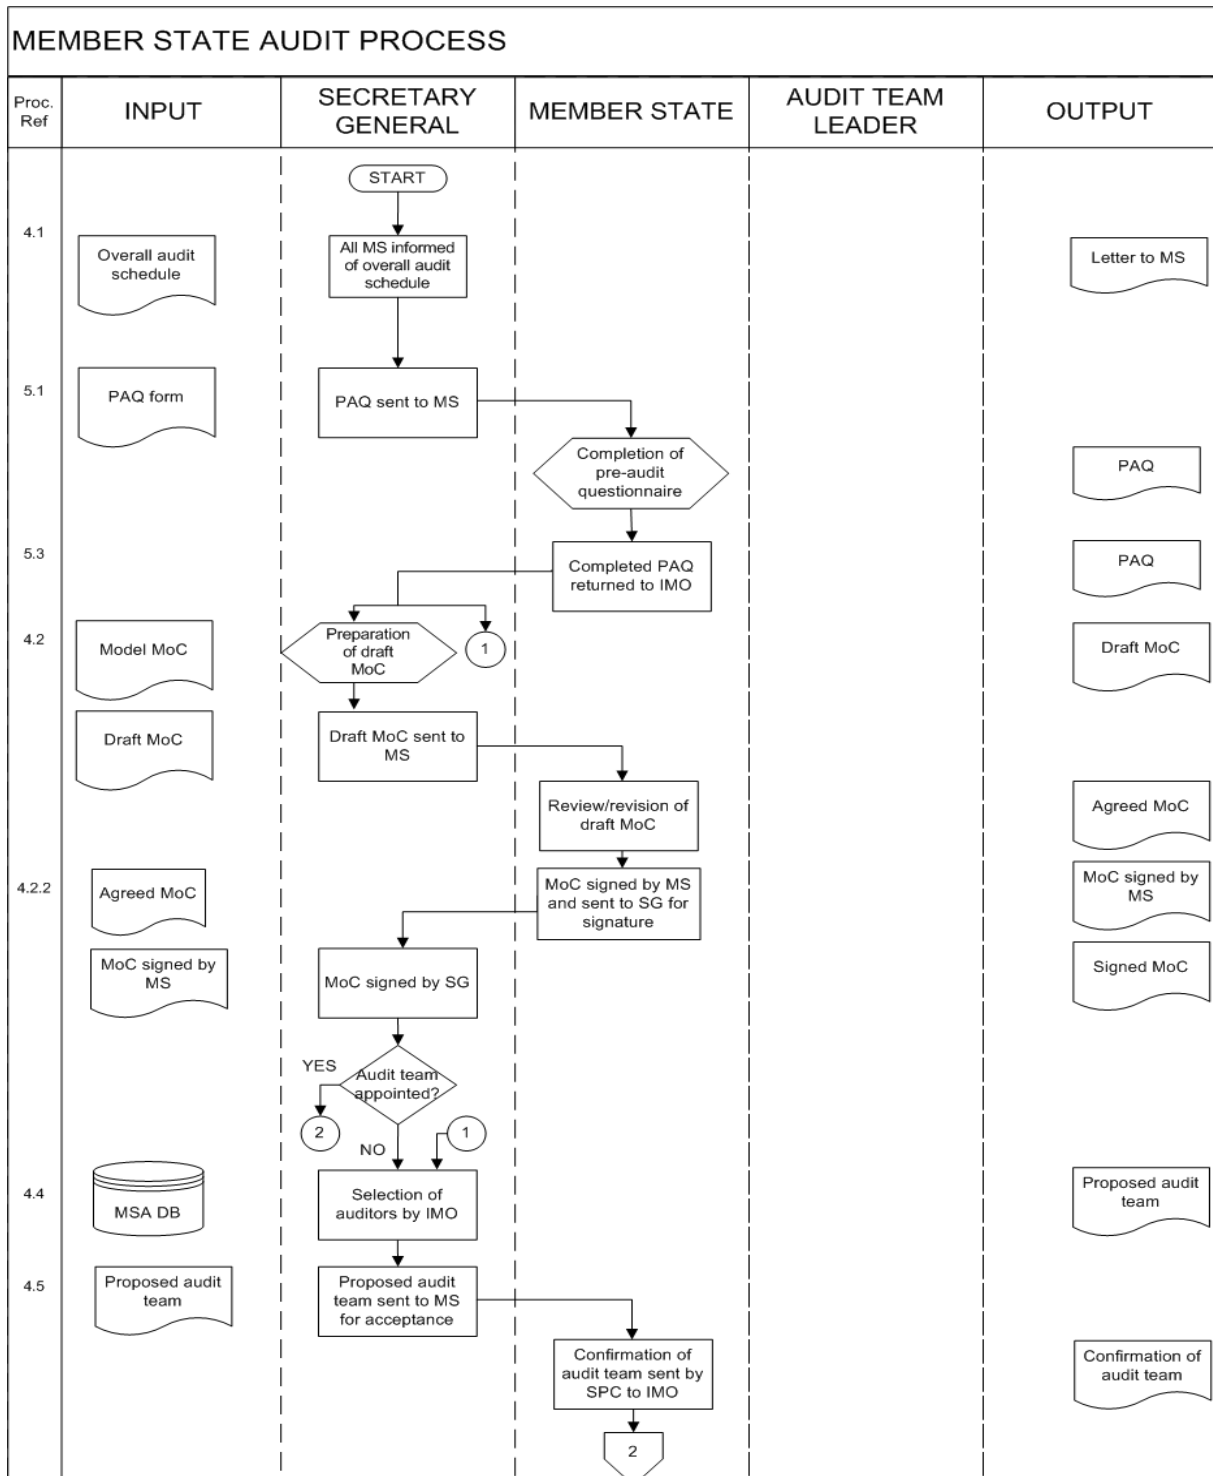 MEMBER STATE AUDIT PROCESS
Proc.
Ref
INPUT
SECRETARY
GENERAL
MEMBER STATE
AUDIT TEAM
LEADER
OUTPUT
START
4.1
Overall audit
schedule
All MS informed
of overall audit
schedule
Letter to MS
5.1
PAQ form
PAQ sent to MS
Completion of
pre-audit
questionnaire
PAQ
5.3
Completed PAQ
returned to IMO
PAQ
4.2
Model MoC
Preparation
of draft
MoC
1
Draft MoC
Draft MoC
Draft MoC sent to
MS
Review/revision of
draft MoC
Agreed MoC
4.2.2
Agreed MoC
MoC signed by MS
and sent to SG for
signature
MoC signed by
MS
MoC signed by
MS
MoC signed by SG
Signed MoC
YES
Audit team
appointed?
2
NO
1
4.4
MSA DB
Selection of
auditors by IMO
Proposed audit
team
4.5
Proposed audit
team
Proposed audit
team sent to MS
for acceptance
Confirmation of
audit team sent by
SPC to IMO
Confirmation of
audit team
2